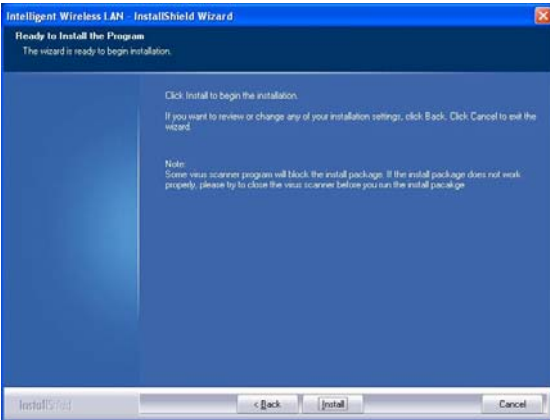 Intelligent Wireless LAN - InstallShield Wizard
Ready to Install the Program
The wizard is ready to begin installation.
Click Install to begin the installation.
If you want to review or change any of your installation settings, click Back. Click Cancel to exit the
wizard.
Note:
Some virus scanner program will block the install package. If the install package does not work
properly, please try to close the virus scanner before you run the install pacakge
InstallShield
< Back
Install
Cancel